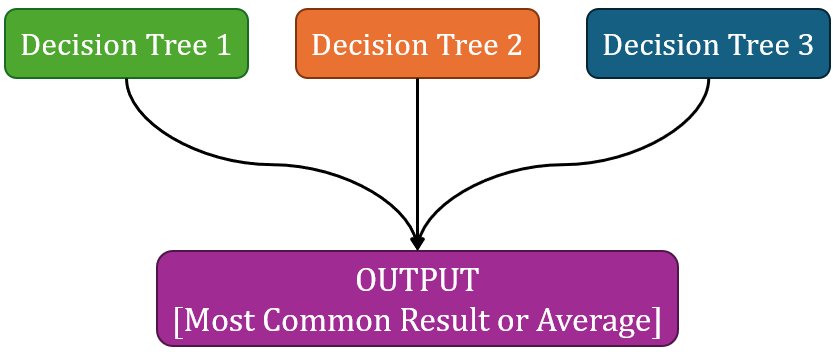 Decision Tree 1
Decision Tree 2
Decision Tree 3
OUTPUT
[Most Common Result or Average]